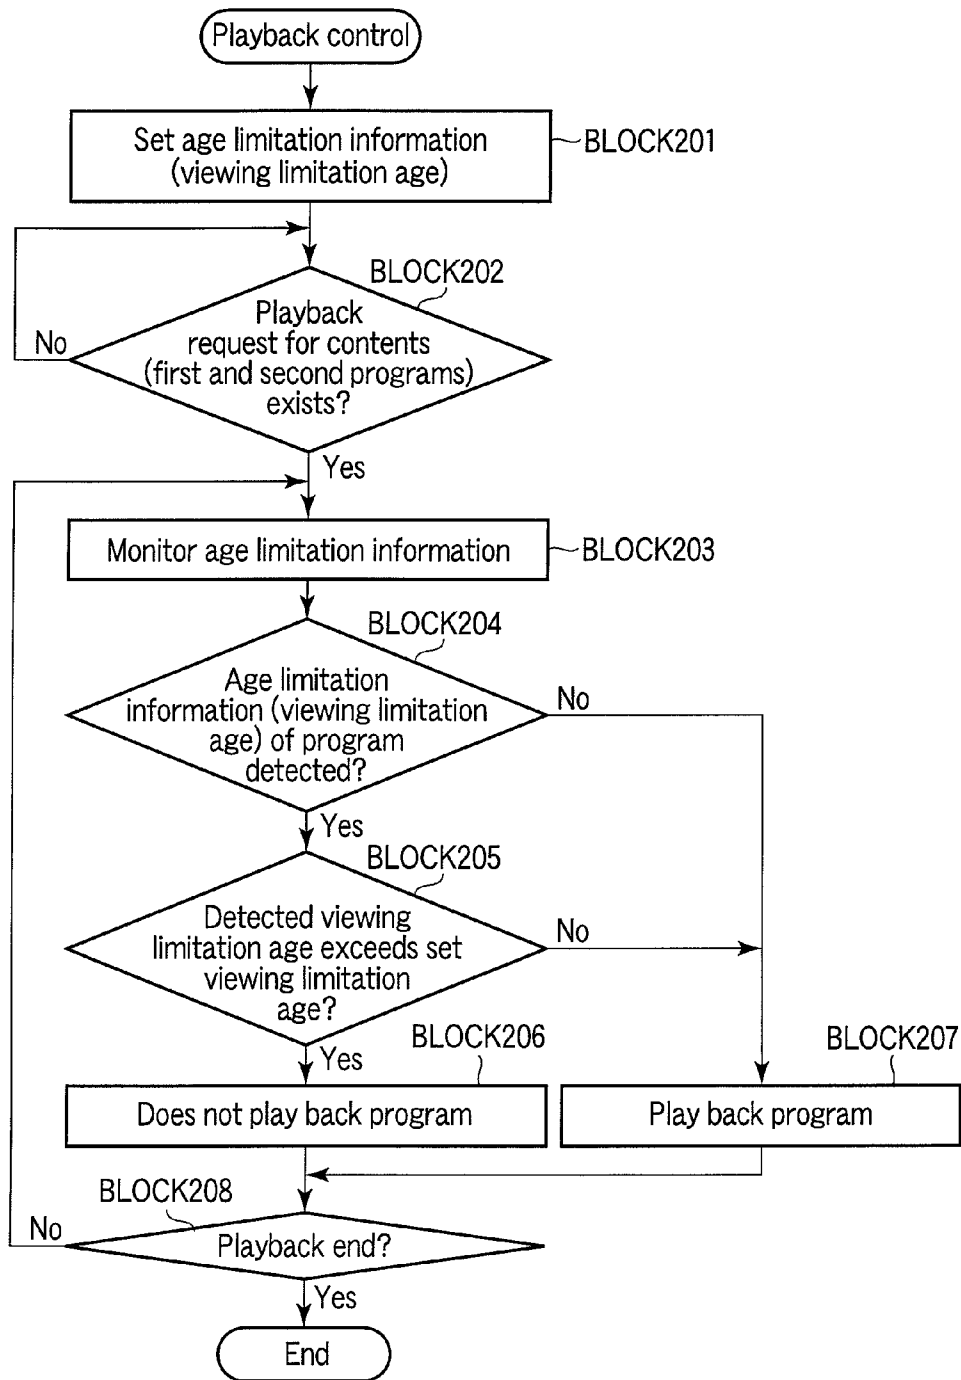 Playback control
Set age limitation information
(viewing limitation age)
BLOCK201
BLOCK202
Playback
request for contents
(first and second programs)
exists?
No
Yes
Monitor age limitation information
BLOCK203
BLOCK204
Age limitation
information (viewing limitation
age) of program
detected?
No
Yes
BLOCK205
Detected viewing
limitation age exceeds set
viewing limitation
age?
No
Yes
BLOCK206
Does not play back program
BLOCK207
Play back program
BLOCK208
Playback end?
No
Yes
End